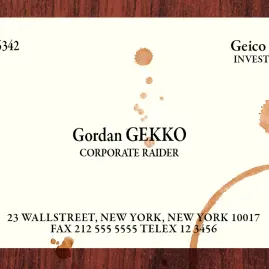 5342
Geico
INVEST
Gordan GEKKO
CORPORATE RAIDER
23 WALLSTREET, NEW YORK, NEW YORK 10017
FAX 212 555 5555 TELEX 12 3456